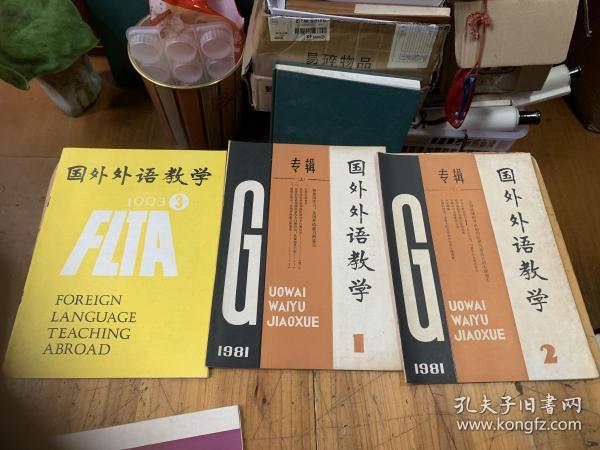 易碎物品
国外外语教学
1993 3
FLTA
FOREIGN
LANGUAGE
TEACHING
ABROAD
专辑
(上)
国外外语教学
G
UOWAI
WAIYU
JIAOXUE
1981
1
专辑
国外外语教学
G
UOWAI
WAIYU
JIAOXUE
1981
2
孔夫子旧书网
www.kongfz.com